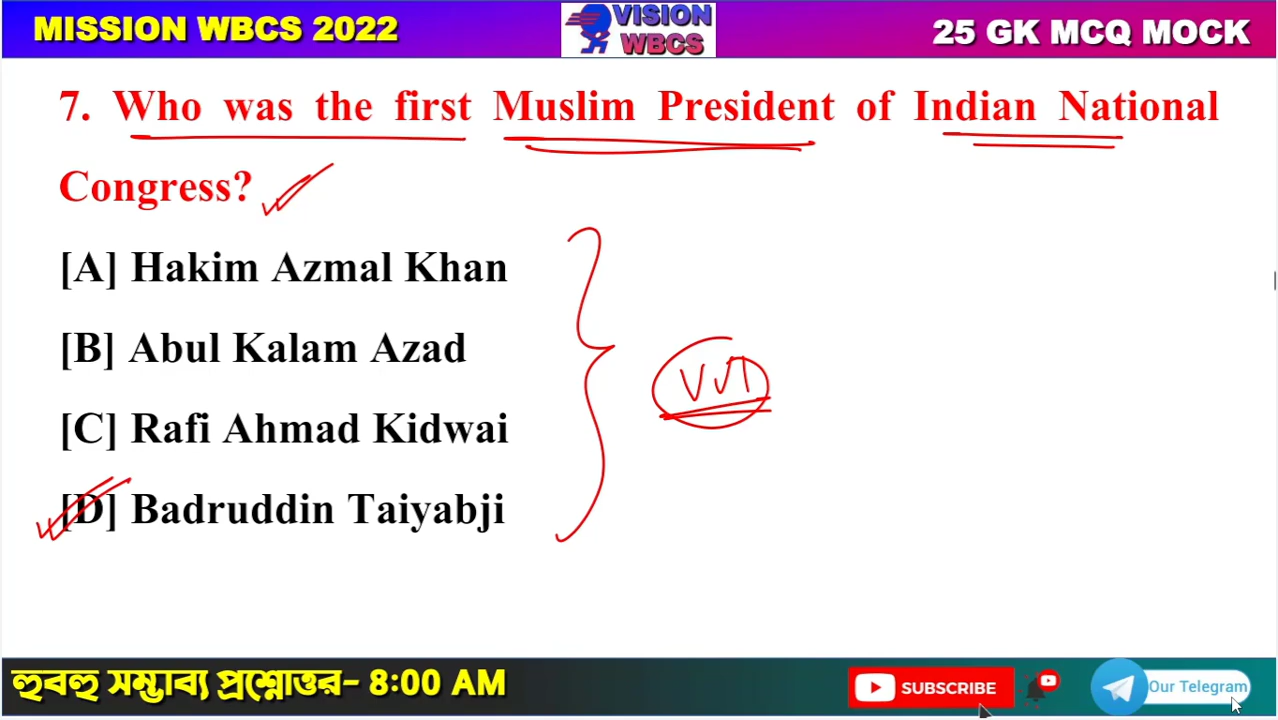 MISSION WBCS 2022
VISION
WBCS
25 GK MCQ MOCK
7. Who was the first Muslim President of Indian National
Congress?
[A] Hakim Azmal Khan
[B] Abul Kalam Azad
[C] Rafi Ahmad Kidwai
[D] Badruddin Taiyabji
VVI
হুবহু সম্ভাব্য প্রশ্নোত্তর- 8:00 AM
SUBSCRIBE
Our Telegram